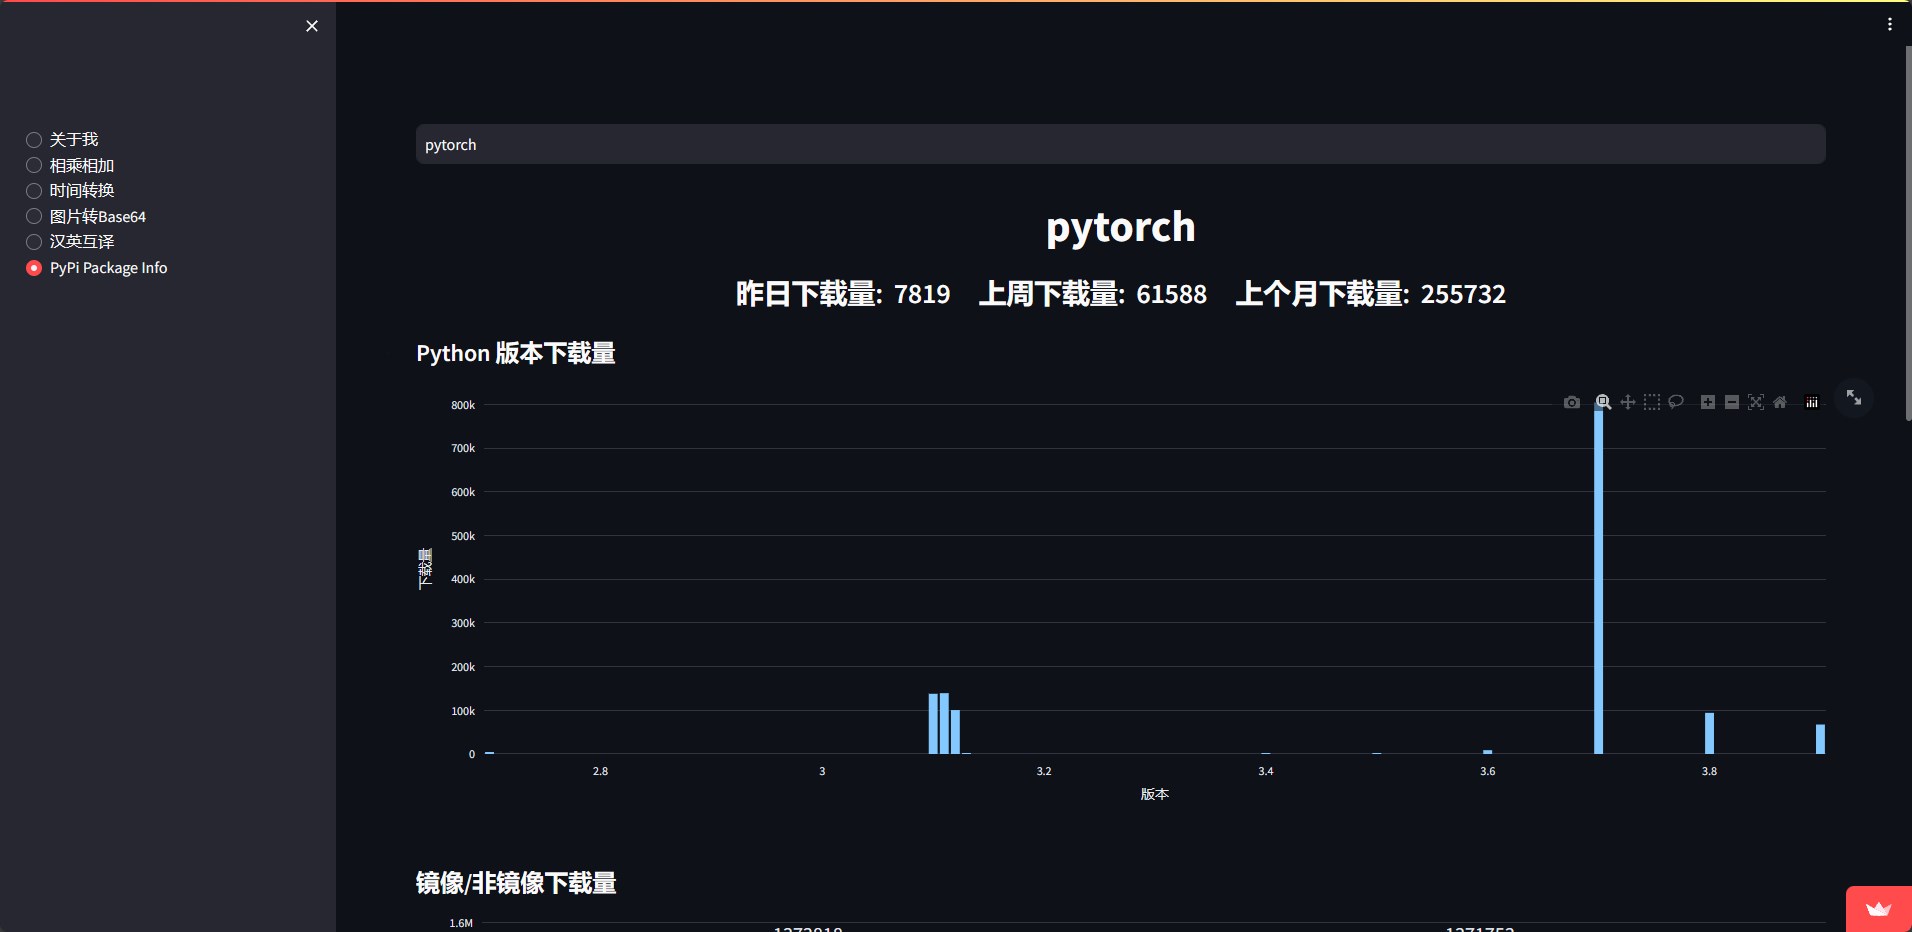 关于我
相乘相加
时间转换
图片转Base64
汉英互译
PyPi Package Info
pytorch
pytorch
昨日下载量: 7819 上周下载量: 61588 上个月下载量: 255732
Python 版本下载量
800k
700k
600k
500k
400k
300k
200k
100k
0
下载量
2.8
3
3.2
3.4
3.6
3.8
版本
镜像/非镜像下载量
1.6M